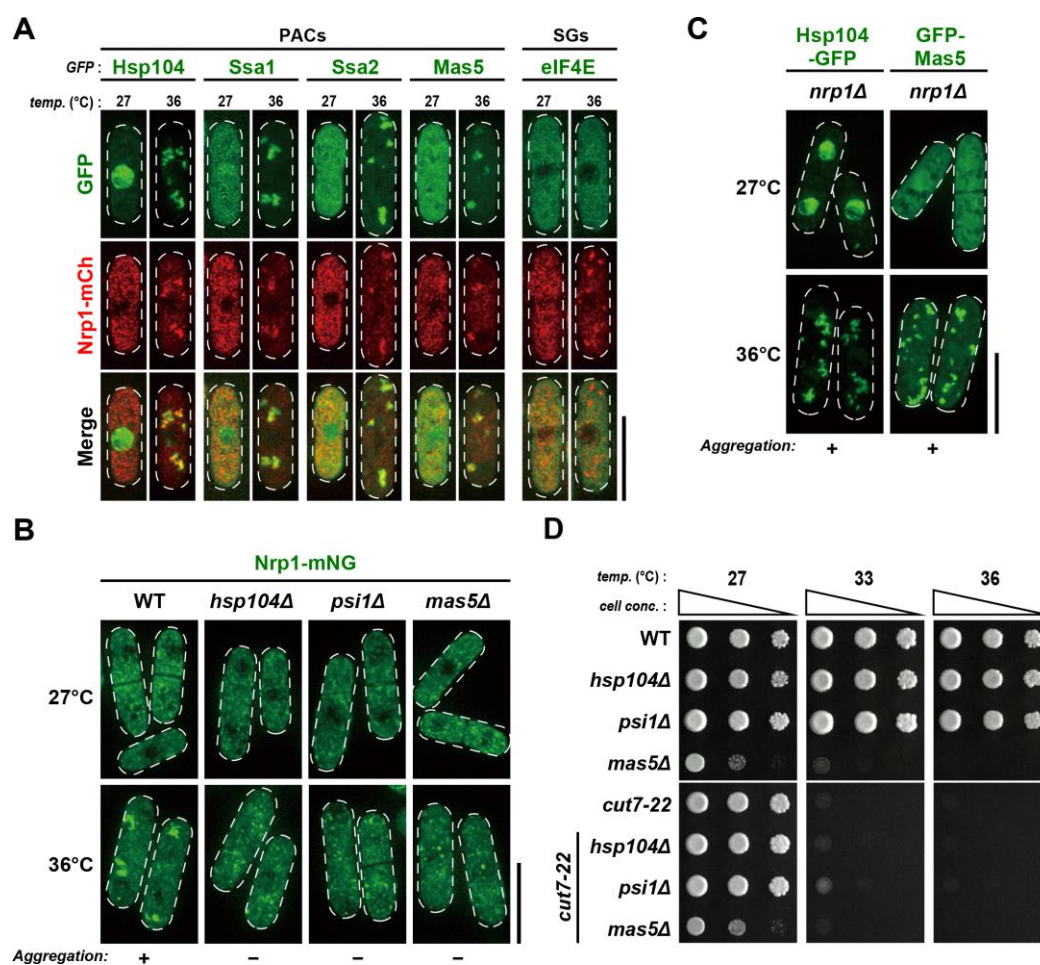 A
PACs
SGs
GFP :
Hsp104
Ssa1
Ssa2
Mas5
eIF4E
temp. (°C) :
27
36
27
36
27
36
27
36
27
36
GFP
Nrp1-mCh
Merge
B
Nrp1-mNG
WT
hsp104Δ
psi1Δ
mas5Δ
27°C
36°C
Aggregation:
+
−
−
−
C
Hsp104
-GFP
GFP-
Mas5
nrp1Δ
nrp1Δ
27°C
36°C
Aggregation:
+
+
D
temp. (°C) :
27
33
36
cell conc. :
WT
hsp104Δ
psi1Δ
mas5Δ
cut7-22
hsp104Δ
psi1Δ
mas5Δ
cut7-22